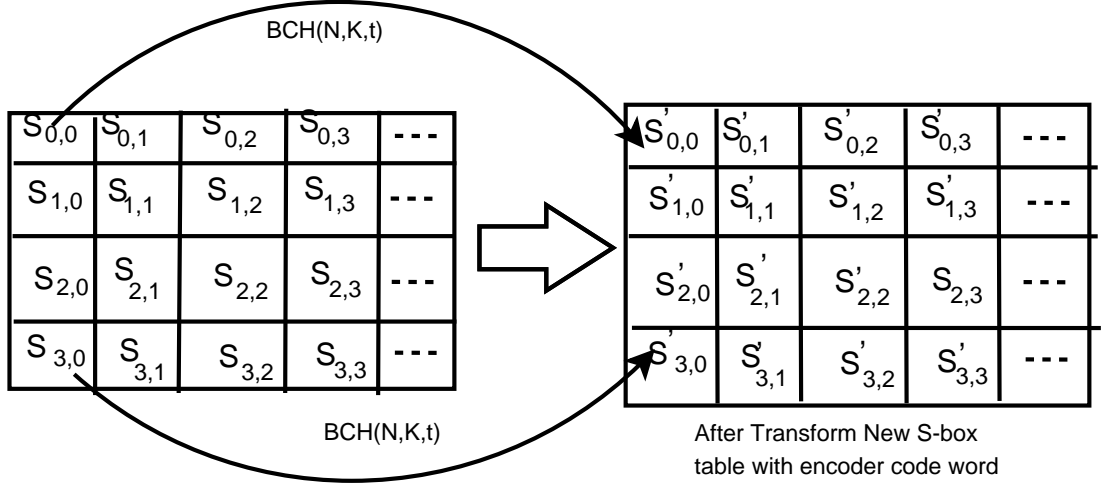 BCH(N,K,t)
S0,0 S0,1 S0,2 S0,3 ---
S1,0 S1,1 S1,2 S1,3 ---
S2,0 S2,1 S2,2 S2,3 ---
S3,0 S3,1 S3,2 S3,3 ---
S'0,0 S'0,1 S'0,2 S'0,3 ---
S'1,0 S'1,1 S'1,2 S'1,3 ---
S'2,0 S'2,1 S'2,2 S2,3 ---
S'3,0 S'3,1 S'3,2 S'3,3 ---
BCH(N,K,t)
After Transform New S-box
table with encoder code word